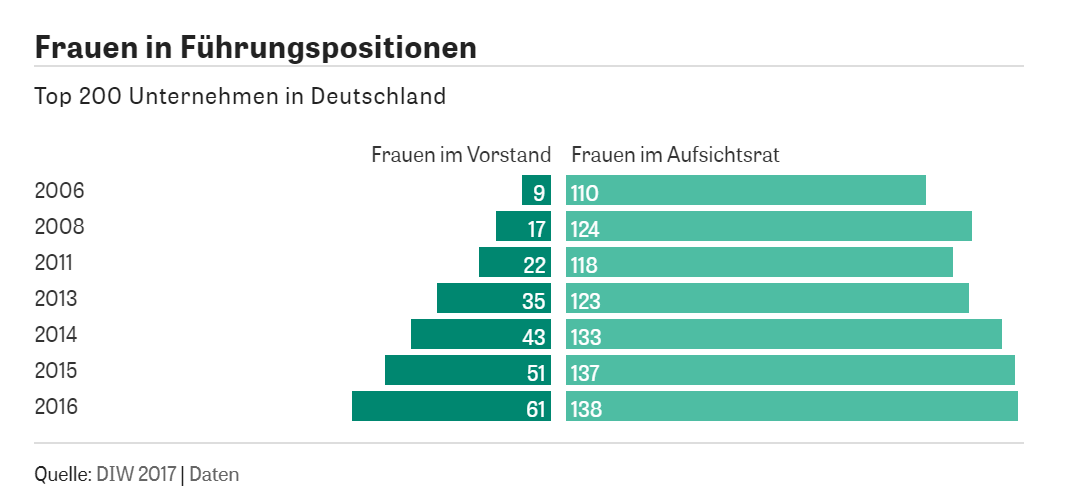 Frauen in Führungspositionen
Top 200 Unternehmen in Deutschland
Frauen im Vorstand Frauen im Aufsichtsrat
2006 9 110
2008 17 124
2011 22 118
2013 35 123
2014 43 133
2015 51 137
2016 61 138
Quelle: DIW 2017 | Daten